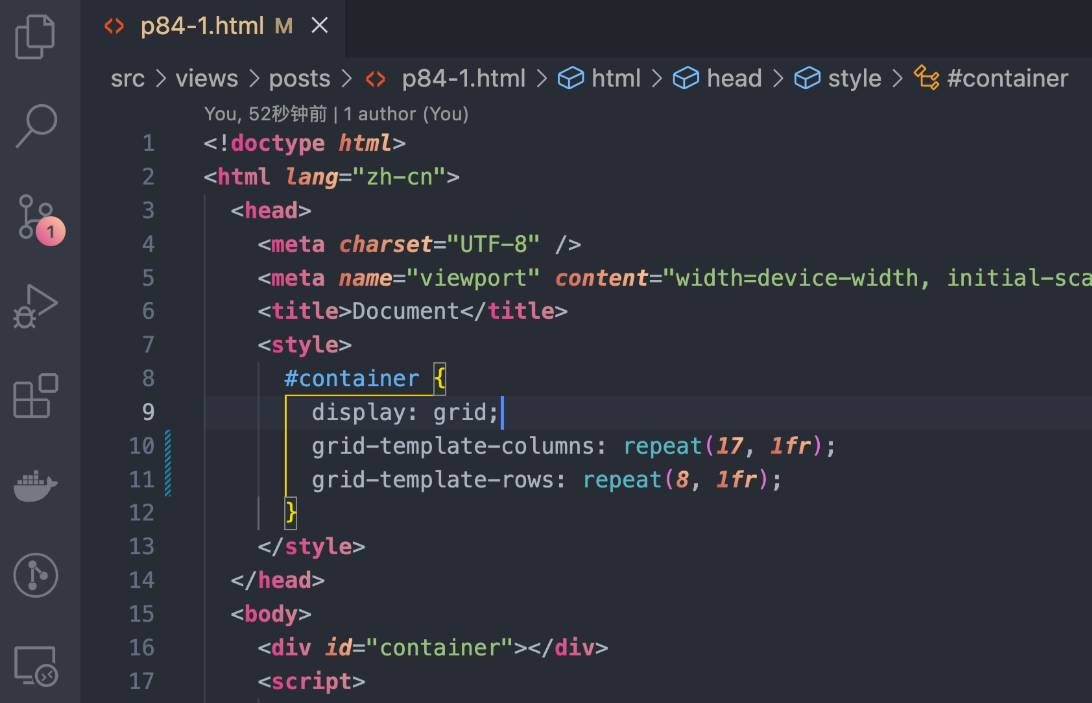 p84-1.html M
src > views > posts > p84-1.html > html > head > style > #container
You, 52秒钟前 | 1 author (You)
1 <!doctype html>
2 <html lang="zh-cn">
3 <head>
1
4 <meta charset="UTF-8" />
5 <meta name="viewport" content="width=device-width, initial-sca
6 <title>Document</title>
7 <style>
8 #container {
9 display: grid;
10 grid-template-columns: repeat(17, 1fr);
11 grid-template-rows: repeat(8, 1fr);
12 }
13 </style>
14 </head>
15 <body>
16 <div id="container"></div>
17 <script>